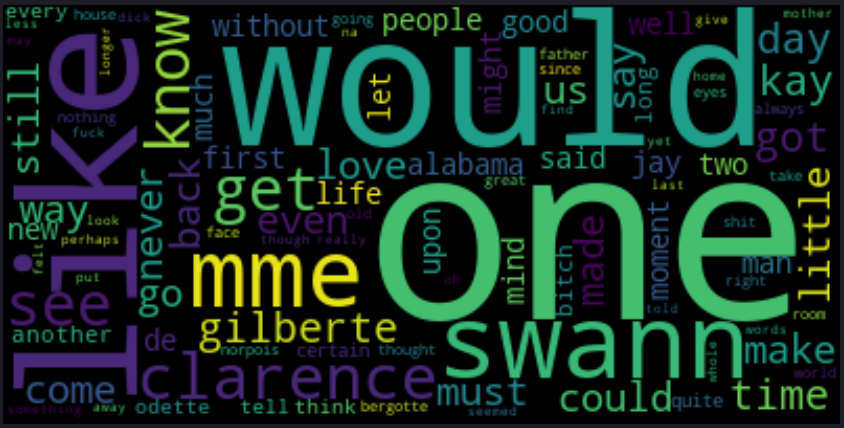 every
house
dick
less
may
longer
like
know
without
going
na
people
good
well
give
mother
day
would
let
might
father
since
us
find
say
long
home
eyes
kay
always
got
still
nothing
fuck
much
first
love
alabama
said
yet
jay
two
last
take
way
new
look
perhaps
felt
never
back
get
life
great
even
old
face
though
really
one
upon
oh
mind
bitch
made
moment
told
shit
man
right
little
room
put
see
gg
go
mme
another
de
gilberte
norpois
certain
thought
swann
words
whole
make
world
come
clarence
must
could
quite
time
something
away
odette
tell
think
bergotte
seemed